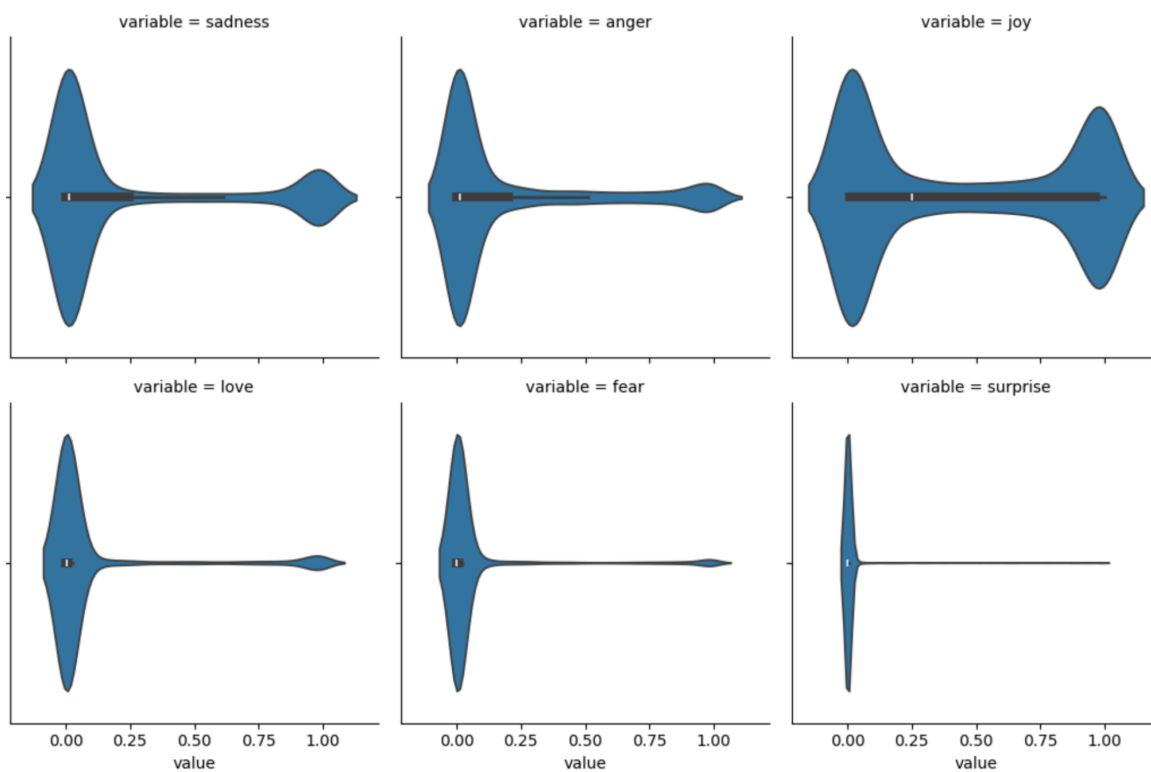 variable = sadness
variable = anger
variable = joy
variable = love
variable = fear
variable = surprise
0.00 0.25 0.50 0.75 1.00
value
0.00 0.25 0.50 0.75 1.00
value
0.00 0.25 0.50 0.75 1.00
value